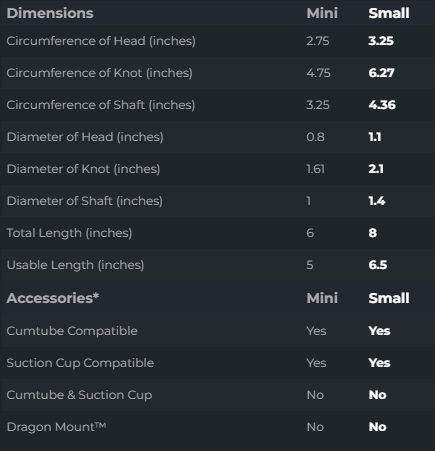 Dimensions Mini Small
Circumference of Head (inches) 2.75 3.25
Circumference of Knot (inches) 4.75 6.27
Circumference of Shaft (inches) 3.25 4.36
Diameter of Head (inches) 0.8 1.1
Diameter of Knot (inches) 1.61 2.1
Diameter of Shaft (inches) 1 1.4
Total Length (inches) 6 8
Usable Length (inches) 5 6.5
Accessories* Mini Small
Cumtube Compatible Yes Yes
Suction Cup Compatible Yes Yes
Cumtube & Suction Cup No No
Dragon Mount™ No No